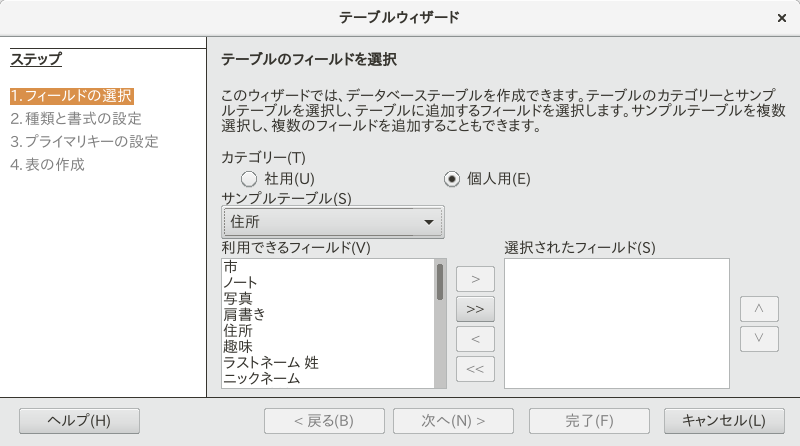 テーブルウィザード
ステップ
1. フィールドの選択
2. 種類と書式の設定
3. プライマリキーの設定
4. 表の作成
テーブルのフィールドを選択
このウィザードでは、データベーステーブルを作成できます。テーブルのカテゴリーとサンプ
ルテーブルを選択し、テーブルに追加するフィールドを選択します。サンプルテーブルを複数
選択し、複数のフィールドを追加することもできます。
カテゴリー(T)
社用(U) 個人用(E)
サンプルテーブル(S)
住所
利用できるフィールド(V) 選択されたフィールド(S)
市
ノート
写真
肩書き
住所
趣味
ラストネーム 姓
ニックネーム
>
>>
<
<<
ヘルプ(H) < 戻る(B) 次へ(N) > 完了(F) キャンセル(L)